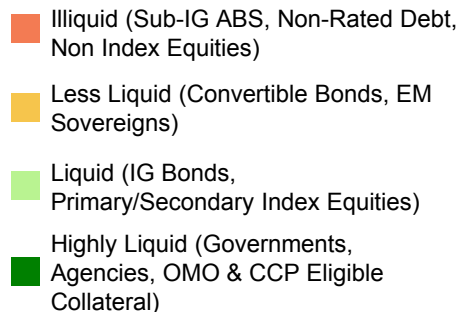 Illiquid (Sub-IG ABS, Non-Rated Debt,
Non Index Equities)
Less Liquid (Convertible Bonds, EM
Sovereigns)
Liquid (IG Bonds,
Primary/Secondary Index Equities)
Highly Liquid (Governments,
Agencies, OMO & CCP Eligible
Collateral)